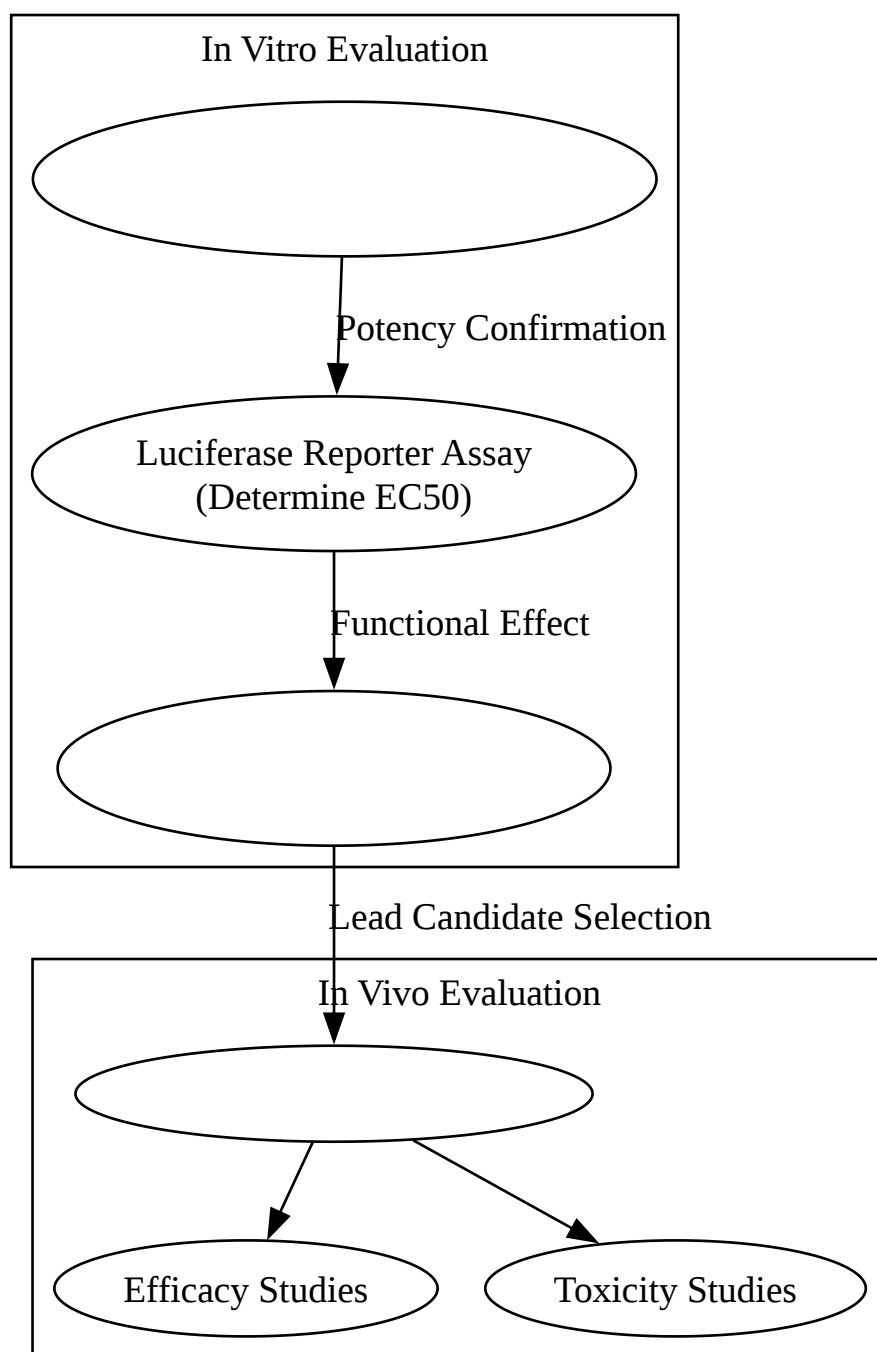 In Vitro Evaluation
Potency Confirmation
Luciferase Reporter Assay
(Determine EC50)
Functional Effect
Lead Candidate Selection
In Vivo Evaluation
Efficacy Studies
Toxicity Studies